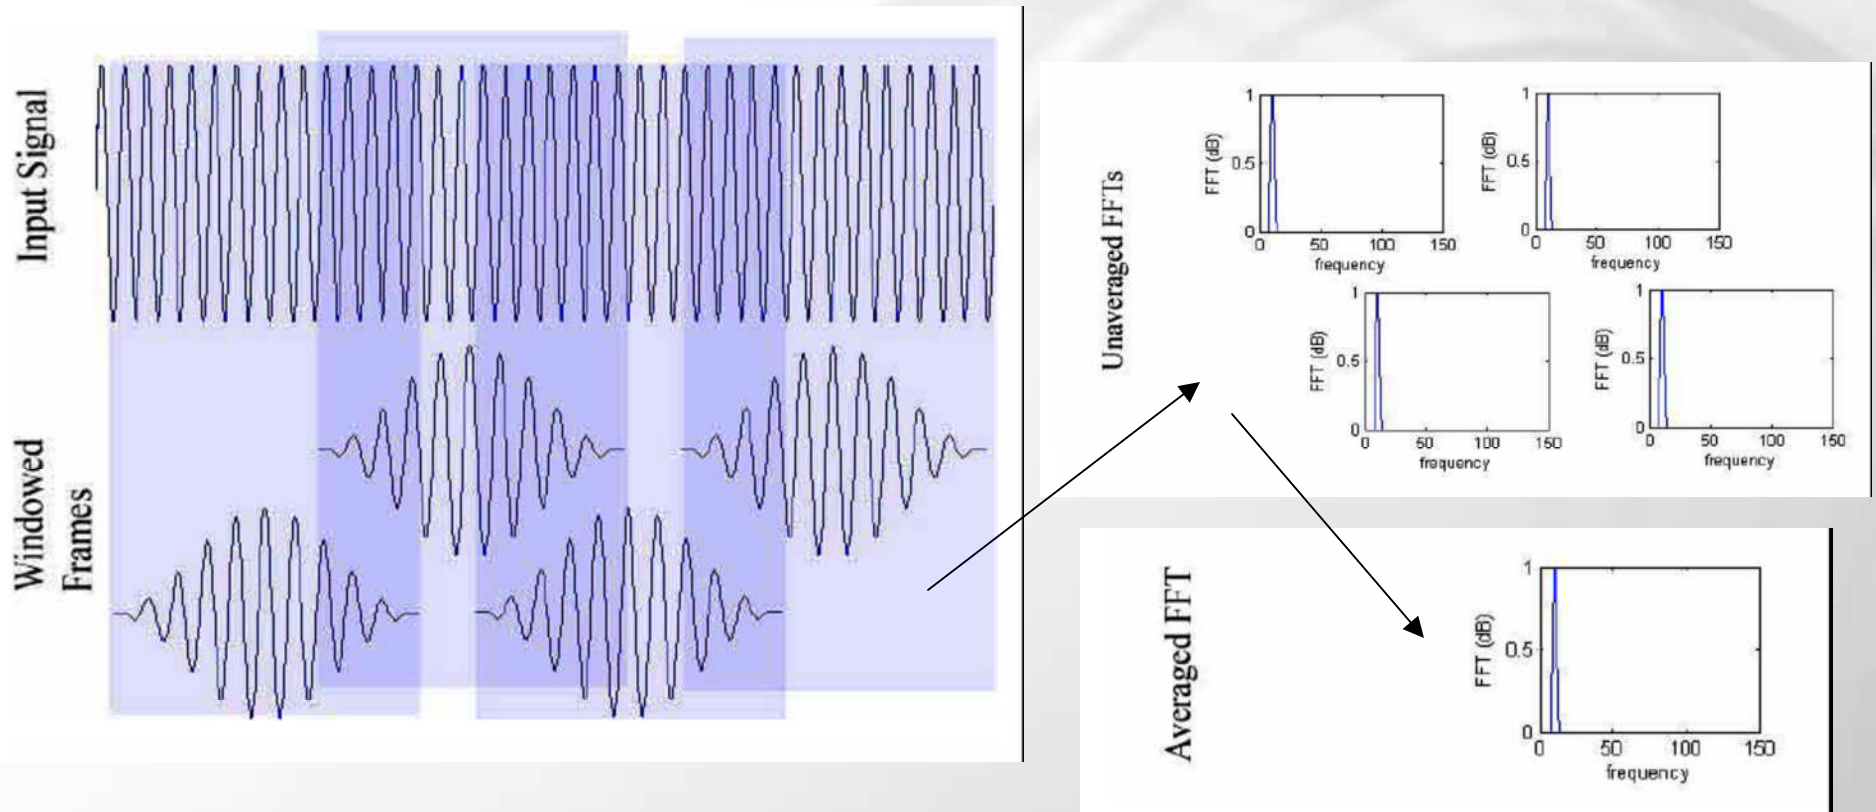 Input Signal
Windowed
Frames
Unaveraged FFTs
1
0.5
0
FFT (dB)
0 50 100 150
frequency
1
0.5
0
FFT (dB)
0 50 100 150
frequency
1
0.5
0
FFT (dB)
0 50 100 150
frequency
1
0.5
0
FFT (dB)
0 50 100 150
frequency
Averaged FFT
1
0.5
0
FFT (dB)
0 50 100 150
frequency